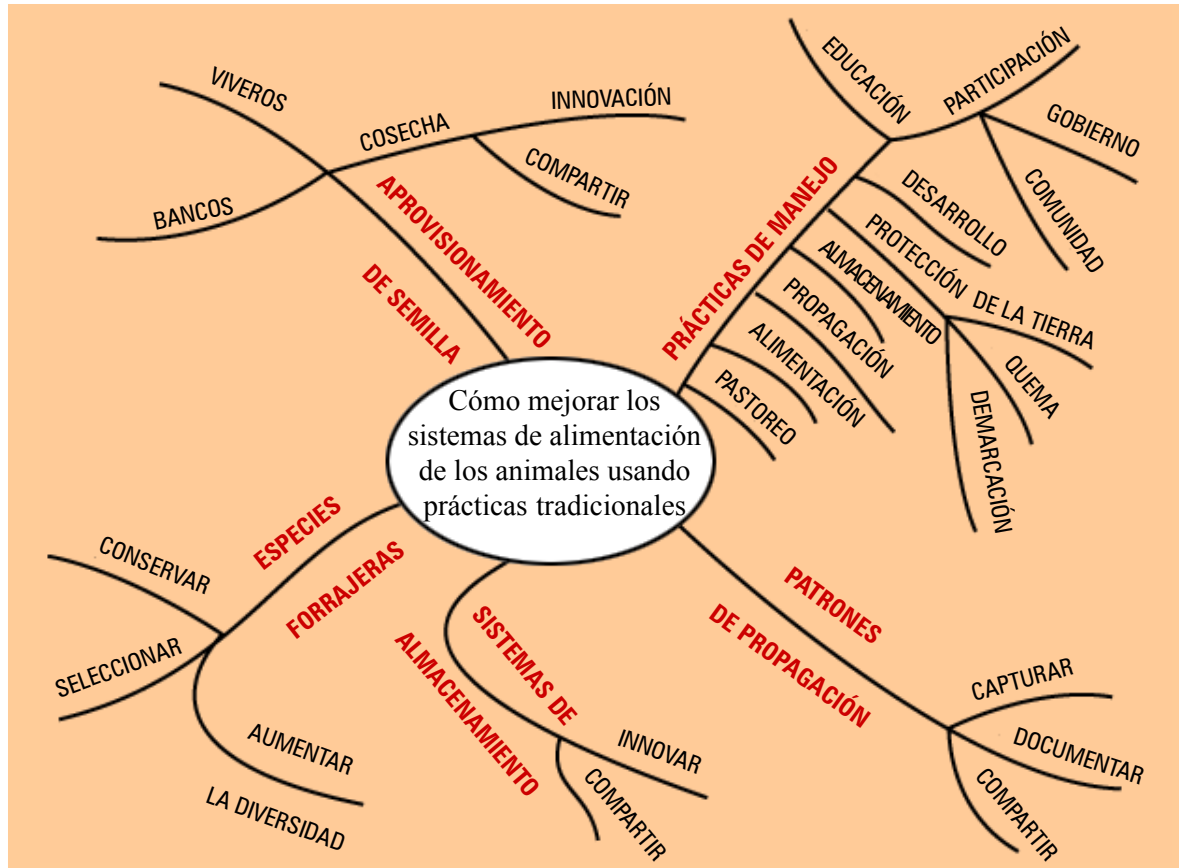 VIVEROS
BANCOS
COSECHA
INNOVACIÓN
COMPARTIR
APROVISIONAMIENTO
DE SEMILLA
EDUCACIÓN
PARTICIPACIÓN
GOBIERNO
COMUNIDAD
PRÁCTICAS DE MANEJO
DESARROLLO
PROTECCIÓN DE LA TIERRA
QUEMA
DEMARCACIÓN
ALMACENAMIENTO
PROPAGACIÓN
ALIMENTACIÓN
PASTOREO
Cómo mejorar los
sistemas de alimentación
de los animales usando
prácticas tradicionales
ESPECIES
FORRAJERAS
CONSERVAR
SELECCIONAR
AUMENTAR
LA DIVERSIDAD
SISTEMAS DE
ALMACENAMIENTO
INNOVAR
COMPARTIR
PATRONES
DE PROPAGACIÓN
CAPTURAR
DOCUMENTAR
COMPARTIR